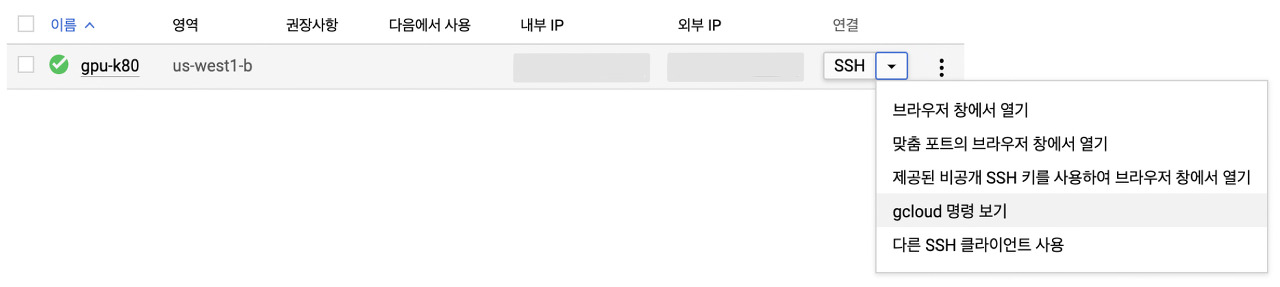 이름 영역 권장사항 다음에서 사용 내부 IP 외부 IP 연결
gpu-k80 us-west1-b SSH
브라우저 창에서 열기
맞춤 포트의 브라우저 창에서 열기
제공된 비공개 SSH 키를 사용하여 브라우저 창에서 열기
gcloud 명령 보기
다른 SSH 클라이언트 사용